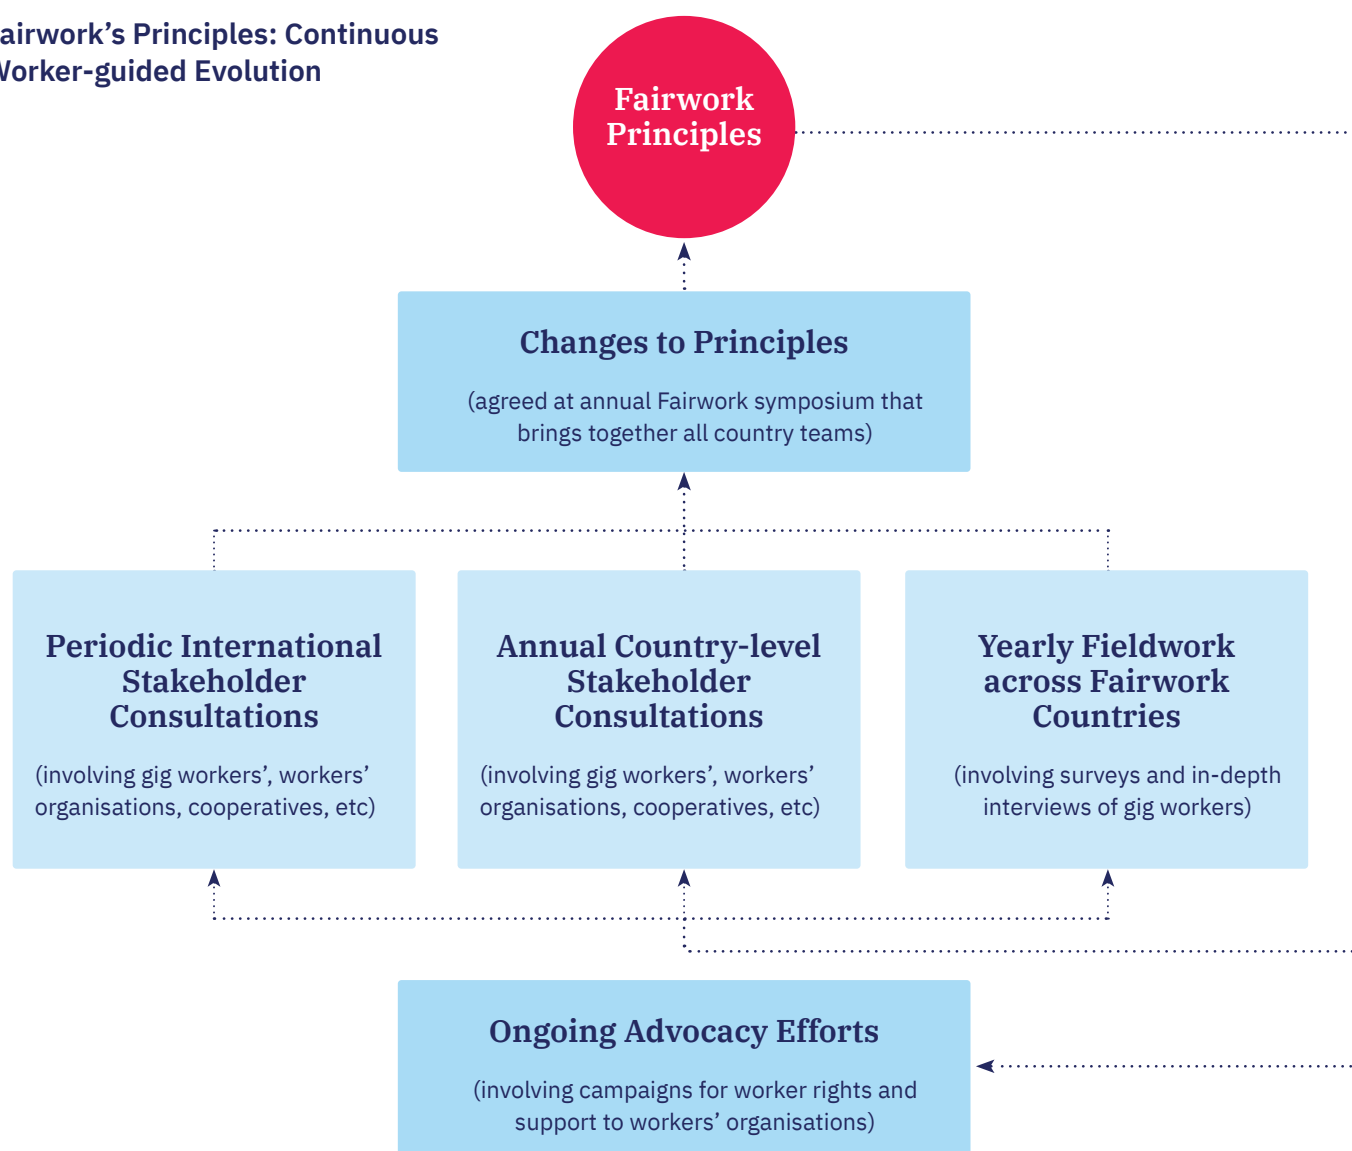 airwork’s Principles: Continuous
Worker-guided Evolution
Fairwork
Principles
Changes to Principles
(agreed at annual Fairwork symposium that
brings together all country teams)
Periodic International
Stakeholder
Consultations
(involving gig workers’, workers’
organisations, cooperatives, etc)
Annual Country-level
Stakeholder
Consultations
(involving gig workers’, workers’
organisations, cooperatives, etc)
Yearly Fieldwork
across Fairwork
Countries
(involving surveys and in-depth
interviews of gig workers)
Ongoing Advocacy Efforts
(involving campaigns for worker rights and
support to workers’ organisations)